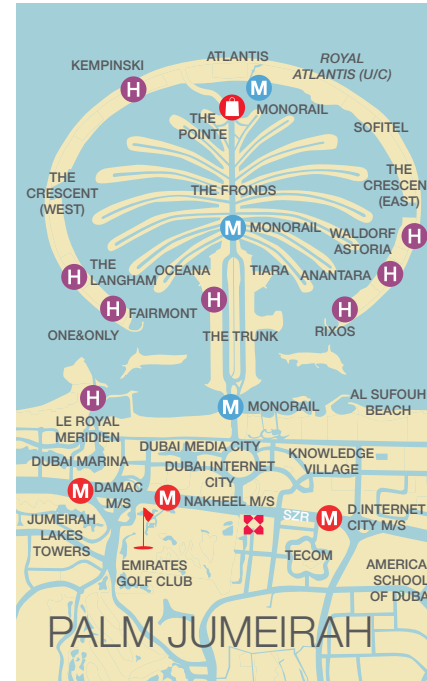 ATLANTIS
KEMPINSKI
H
ROYAL
ATLANTIS (U/C)
M
MONORAIL
THE
POINTE
SOFITEL
THE
CRESCENT
(WEST)
THE FRONDS
THE
CRESCENT
(EAST)
M
MONORAIL
WALDORF
ASTORIA
H
H
THE
LANGHAM
OCEANA
TIARA
ANANTARA
H
H
FAIRMONT
H
H
ONE&ONLY
THE TRUNK
RIXOS
H
M
MONORAIL
AL SUFOUH
BEACH
LE ROYAL
MERIDIEN
DUBAI MEDIA CITY
DUBAI MARINA
DUBAI INTERNET
CITY
KNOWLEDGE
VILLAGE
M
DAMAC
M/S
M
NAKHEEL M/S
SZR
M
D.INTERNET
CITY M/S
JUMEIRAH
LAKES
TOWERS
EMIRATES
GOLF CLUB
TECOM
AMERICA
SCHOOL
OF DUBA
PALM JUMEIRAH